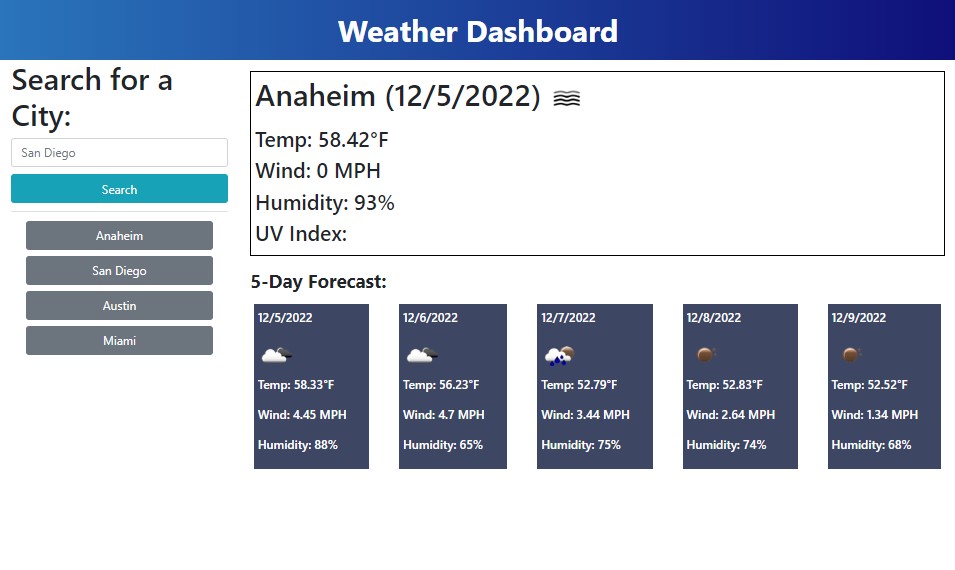 Weather Dashboard
Search for a
City:
San Diego
Search
Anaheim
San Diego
Austin
Miami
Anaheim (12/5/2022)
Temp: 58.42°F
Wind: 0 MPH
Humidity: 93%
UV Index:
5-Day Forecast:
12/5/2022
Temp: 58.33°F
Wind: 4.45 MPH
Humidity: 88%
12/6/2022
Temp: 56.23°F
Wind: 4.7 MPH
Humidity: 65%
12/7/2022
Temp: 52.79°F
Wind: 3.44 MPH
Humidity: 75%
12/8/2022
Temp: 52.83°F
Wind: 2.64 MPH
Humidity: 74%
12/9/2022
Temp: 52.52°F
Wind: 1.34 MPH
Humidity: 68%